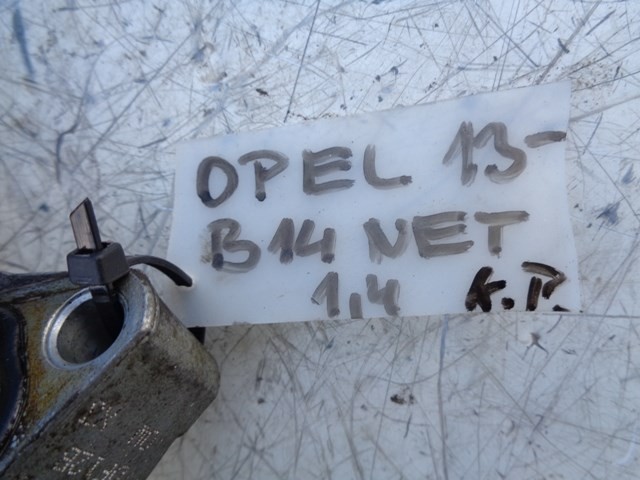 OPEL 13-
B14 NET
1,4 K.R.